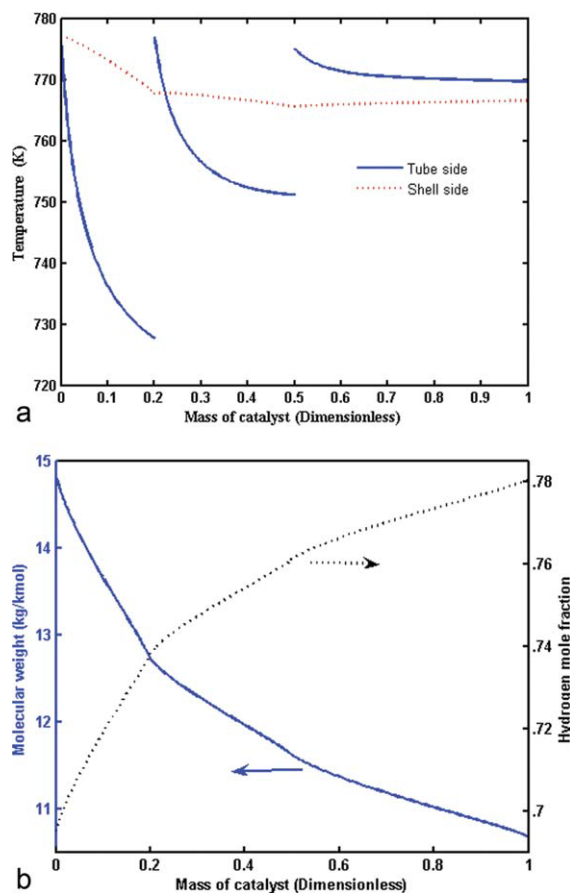 780
770
760
750
740
730
720
Temperature (K)
Tube side
Shell side
0 0.1 0.2 0.3 0.4 0.5 0.6 0.7 0.8 0.9 1
Mass of catalyst (Dimensionless)
a
15
14
13
12
11
Molecular weight (kg/kmol)
.78
.76
.74
.72
.7
Hydrogen mole fraction
0 0.2 0.4 0.6 0.8 1
Mass of catalyst (Dimensionless)
b